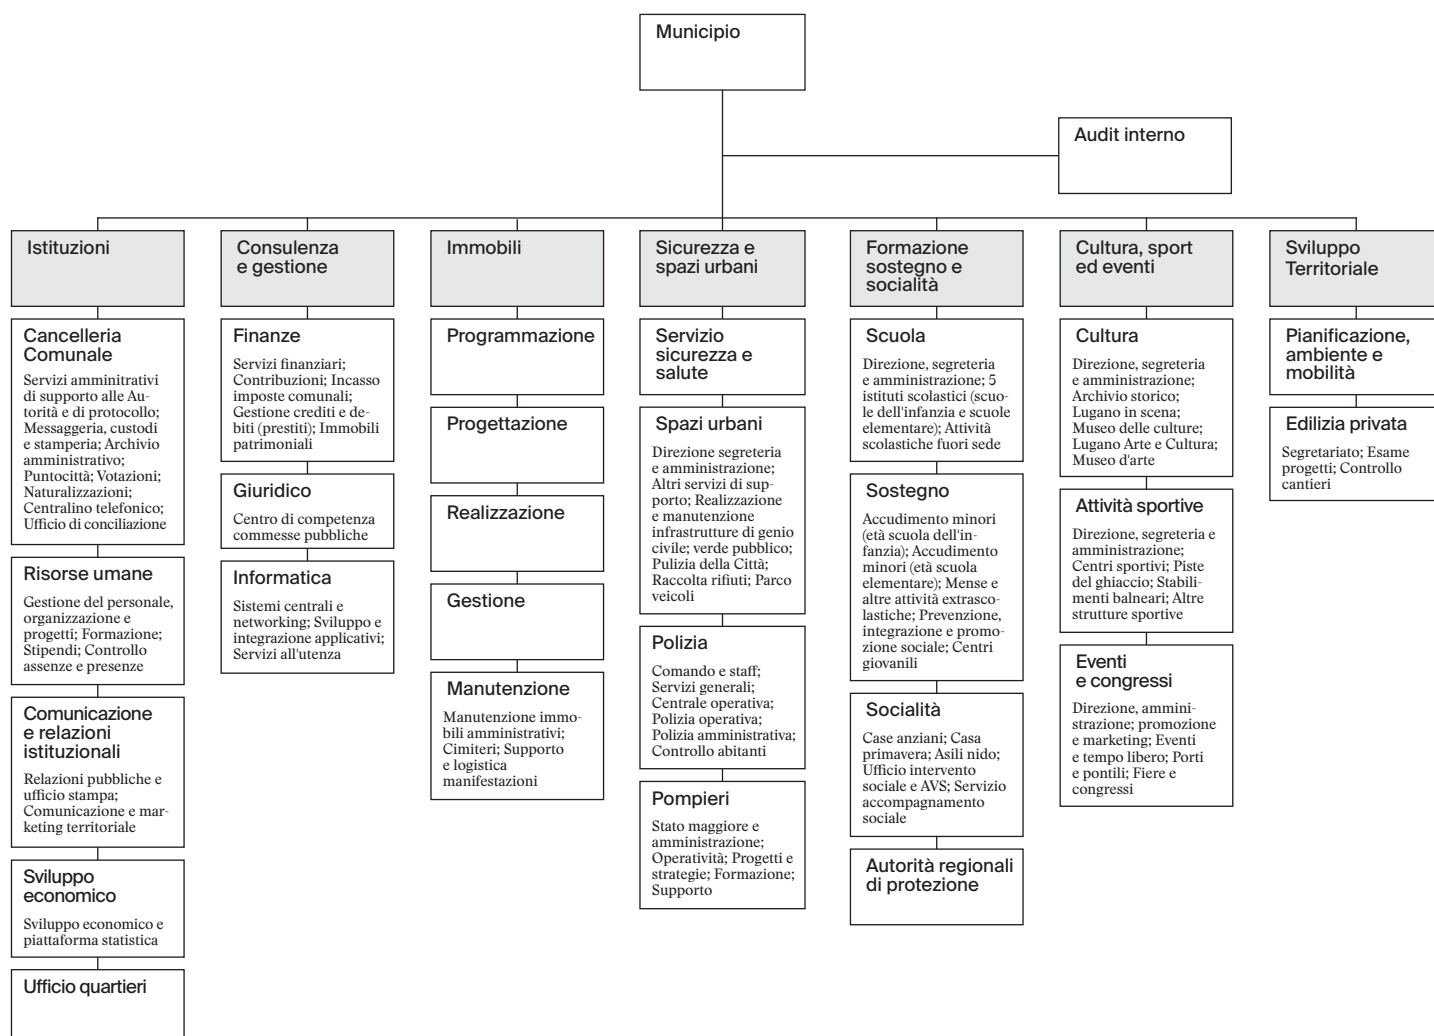 Municipio
Audit interno
Istituzioni
Cancelleria
Comunale
Servizi amminitrativi
di supporto alle Au-
torità e di protocollo;
Messaggeria, custodi
e stamperia; Archivio
amministrativo;
Puntocittà; Votazioni;
Naturalizzazioni;
Centralino telefonico;
Ufficio di conciliazione
Risorse umane
Gestione del personale,
organizzazione e
progetti; Formazione;
Stipendi; Controllo
assenze e presenze
Comunicazione
e relazioni
istituzionali
Relazioni pubbliche e
ufficio stampa;
Comunicazione e mar-
keting territoriale
Sviluppo
economico
Sviluppo economico e
piattaforma statistica
Ufficio quartieri
Consulenza
e gestione
Finanze
Servizi finanziari;
Contribuzioni; Incasso
imposte comunali;
Gestione crediti e de-
biti (prestiti); Immobili
patrimoniali
Giuridico
Centro di competenza
commesse pubbliche
Informatica
Sistemi centrali e
networking; Sviluppo e
integrazione applicativi;
Servizi all'utenza
Immobili
Programmazione
Progettazione
Realizzazione
Gestione
Manutenzione
Manutenzione immo-
bili amministrativi;
Cimiteri; Supporto
e logistica
manifestazioni
Sicurezza e
spazi urbani
Servizio
sicurezza e
salute
Spazi urbani
Direzione segreteria
e amministrazione;
Altri servizi di sup-
porto; Realizzazione
e manutenzione
infrastrutture di genio
civile; verde pubblico;
Pulizia della Città;
Raccolta rifiuti; Parco
veicoli
Polizia
Comando e staff;
Servizi generali;
Centrale operativa;
Polizia operativa;
Polizia amministrativa;
Controllo abitanti
Pompieri
Stato maggiore e
amministrazione;
Operatività; Progetti e
strategie; Formazione;
Supporto
Formazione
sostegno e
socialità
Scuola
Direzione, segreteria
e amministrazione; 5
istituti scolastici (scuo-
le dell'infanzia e scuole
elementare); Attività
scolastiche fuori sede
Sostegno
Accudimento minori
(età scuola dell'in-
fanzia); Accudimento
minori (età scuola
elementare); Mense e
altre attività extrasco-
lastiche; Prevenzione,
integrazione e promo-
zione sociale; Centri
giovanili
Socialità
Case anziani; Casa
primavera; Asili nido;
Ufficio intervento
sociale e AVS; Servizio
accompagnamento
sociale
Autorità regionali
di protezione
Cultura, sport
ed eventi
Cultura
Direzione, segreteria
e amministrazione;
Archivio storico;
Lugano in scena;
Museo delle culture;
Lugano Arte e Cultura;
Museo d'arte
Attività sportive
Direzione, segreteria e
amministrazione;
Centri sportivi; Piste
del ghiaccio; Stabili-
menti balneari; Altre
strutture sportive
Eventi
e congressi
Direzione, ammini-
strazione; promozione
e marketing; Eventi
e tempo libero; Porti
e pontili; Fiere e
congressi
Sviluppo
Territoriale
Pianificazione,
ambiente e
mobilità
Edilizia privata
Segretariato; Esame
progetti; Controllo
cantieri